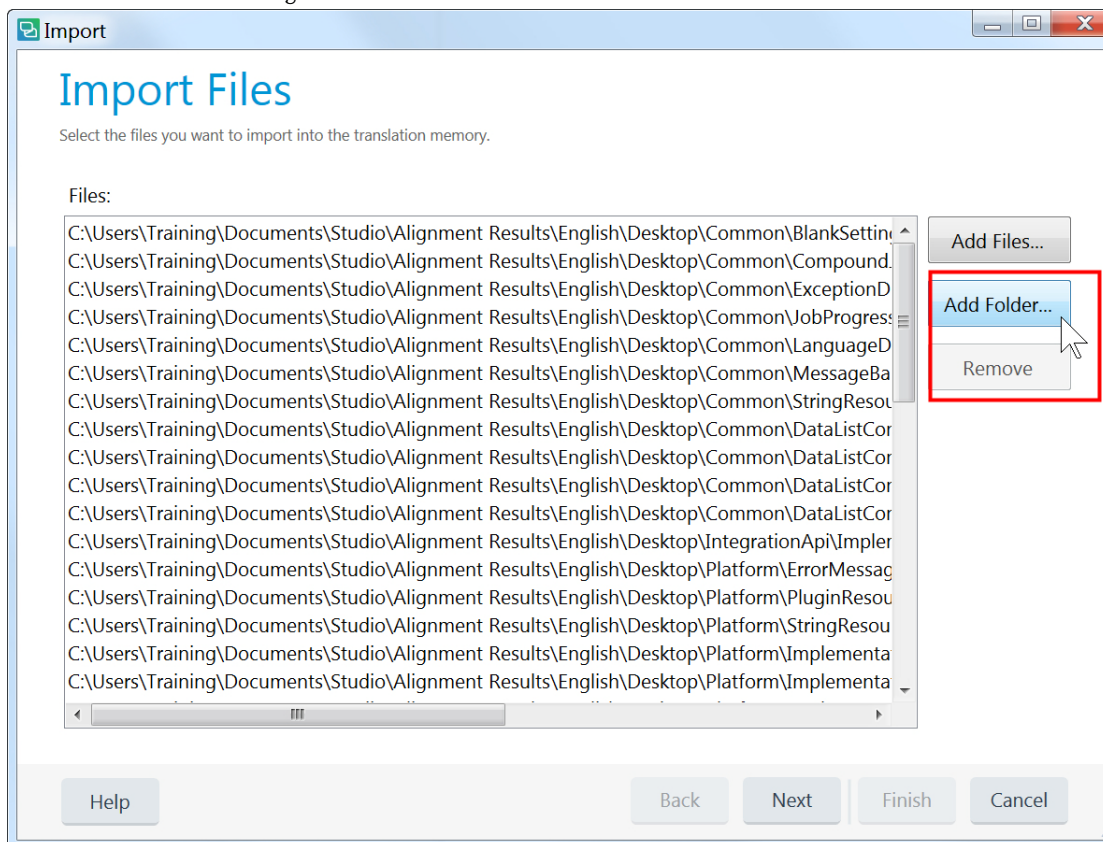 Import
Import Files
Select the files you want to import into the translation memory.
Files:
C:\Users\Training\Documents\Studio\Alignment Results\English\Desktop\Common\BlankSettin
C:\Users\Training\Documents\Studio\Alignment Results\English\Desktop\Common\Compound.
C:\Users\Training\Documents\Studio\Alignment Results\English\Desktop\Common\ExceptionD
C:\Users\Training\Documents\Studio\Alignment Results\English\Desktop\Common\JobProgress
C:\Users\Training\Documents\Studio\Alignment Results\English\Desktop\Common\LanguageD
C:\Users\Training\Documents\Studio\Alignment Results\English\Desktop\Common\MessageBa
C:\Users\Training\Documents\Studio\Alignment Results\English\Desktop\Common\StringResou
C:\Users\Training\Documents\Studio\Alignment Results\English\Desktop\Common\DataListCor
C:\Users\Training\Documents\Studio\Alignment Results\English\Desktop\Common\DataListCor
C:\Users\Training\Documents\Studio\Alignment Results\English\Desktop\Common\DataListCor
C:\Users\Training\Documents\Studio\Alignment Results\English\Desktop\Common\DataListCor
C:\Users\Training\Documents\Studio\Alignment Results\English\Desktop\IntegrationApi\Impler
C:\Users\Training\Documents\Studio\Alignment Results\English\Desktop\Platform\ErrorMessag
C:\Users\Training\Documents\Studio\Alignment Results\English\Desktop\Platform\PluginResou
C:\Users\Training\Documents\Studio\Alignment Results\English\Desktop\Platform\StringResou
C:\Users\Training\Documents\Studio\Alignment Results\English\Desktop\Platform\Implementa
C:\Users\Training\Documents\Studio\Alignment Results\English\Desktop\Platform\Implementa
Add Files...
Add Folder...
Remove
Help
Back
Next
Finish
Cancel